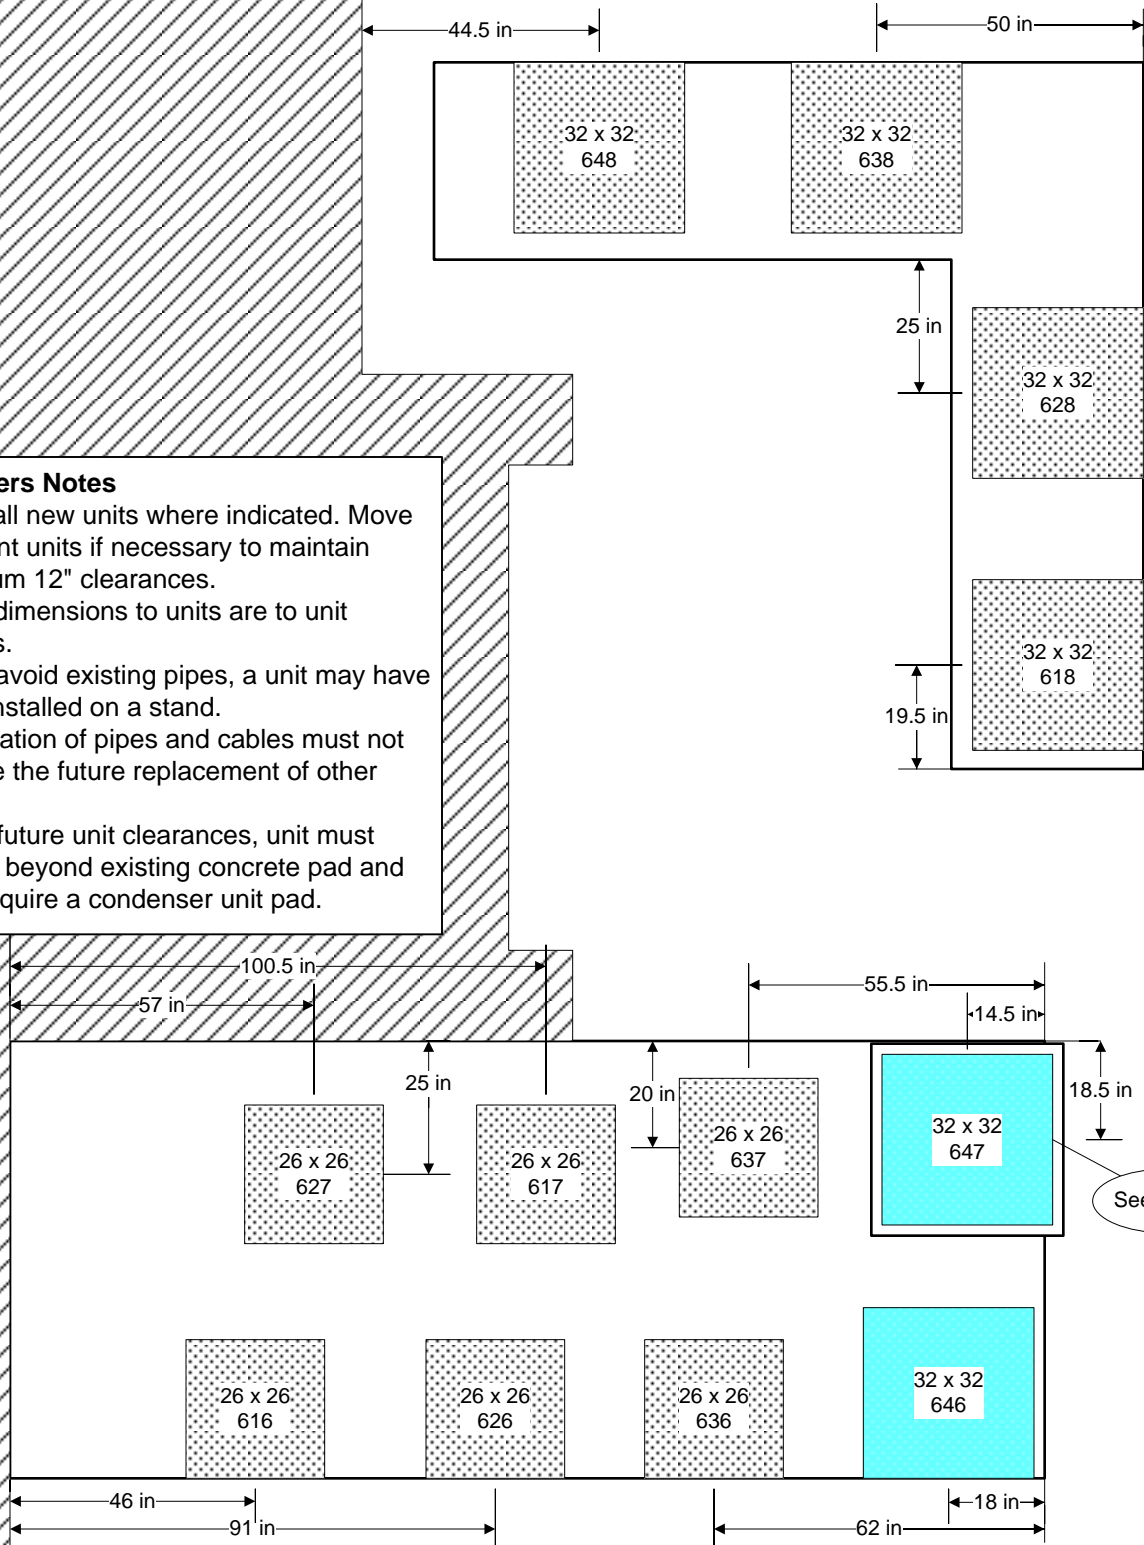 44.5 in
50 in
32 x 32
648
32 x 32
638
25 in
32 x 32
628
32 x 32
618
19.5 in
ers Notes
all new units where indicated. Move
nt units if necessary to maintain
um 12" clearances.
dimensions to units are to unit
s.
avoid existing pipes, a unit may have
nstalled on a stand.
ation of pipes and cables must not
e the future replacement of other
future unit clearances, unit must
beyond existing concrete pad and
quire a condenser unit pad.
100.5 in
57 in
55.5 in
14.5 in
25 in
20 in
18.5 in
26 x 26
627
26 x 26
617
26 x 26
637
32 x 32
647
See
26 x 26
616
26 x 26
626
26 x 26
636
32 x 32
646
46 in
18 in
91 in
62 in